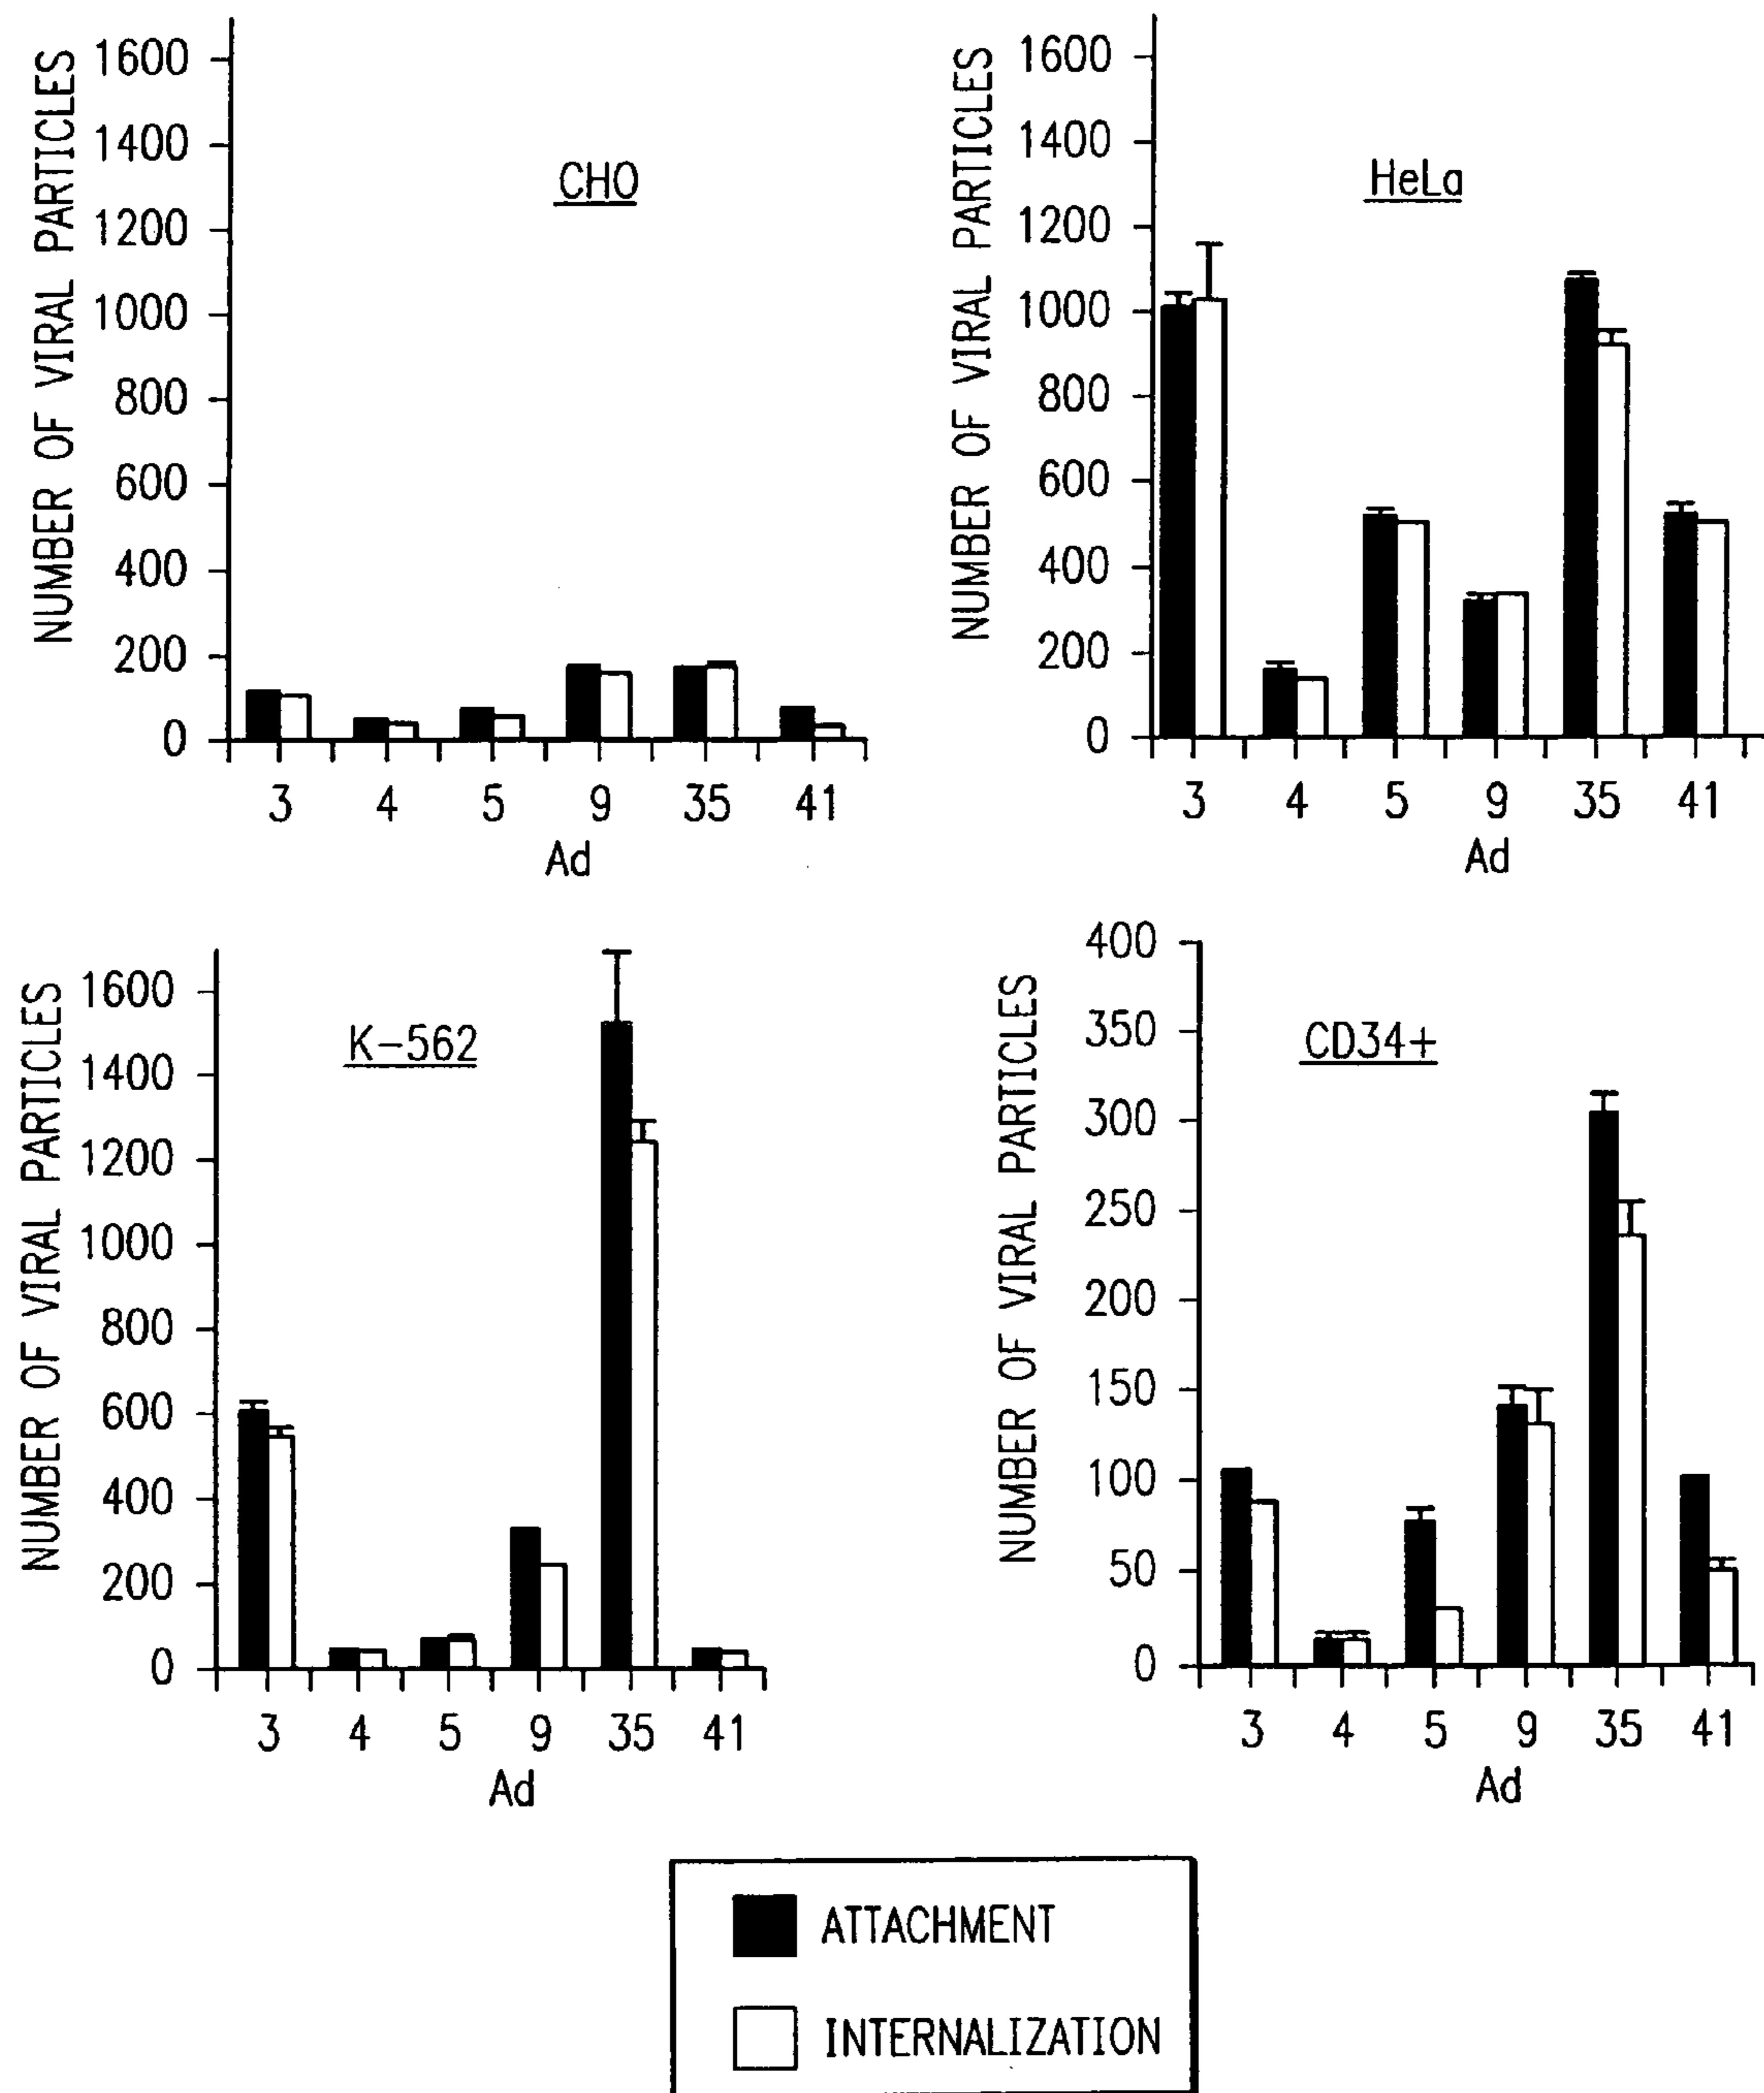 NUMBER OF VIRAL PARTICLES
1600
1400
1200
1000
800
600
400
200
0
CHO
3 4 5 9 35 41
Ad
NUMBER OF VIRAL PARTICLES
1600
1400
1200
1000
800
600
400
200
0
HeLa
3 4 5 9 35 41
Ad
NUMBER OF VIRAL PARTICLES
1600
1400
1200
1000
800
600
400
200
0
K-562
3 4 5 9 35 41
Ad
NUMBER OF VIRAL PARTICLES
400
350
300
250
200
150
100
50
0
CD34+
3 4 5 9 35 41
Ad
ATTACHMENT
INTERNALIZATION